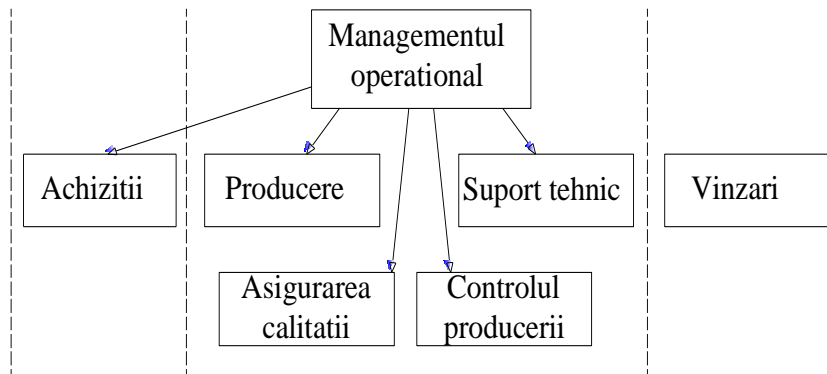 Managementul
operational
Achizitii
Producere
Suport tehnic
Vinzari
Asigurarea
calitatii
Controlul
producerii